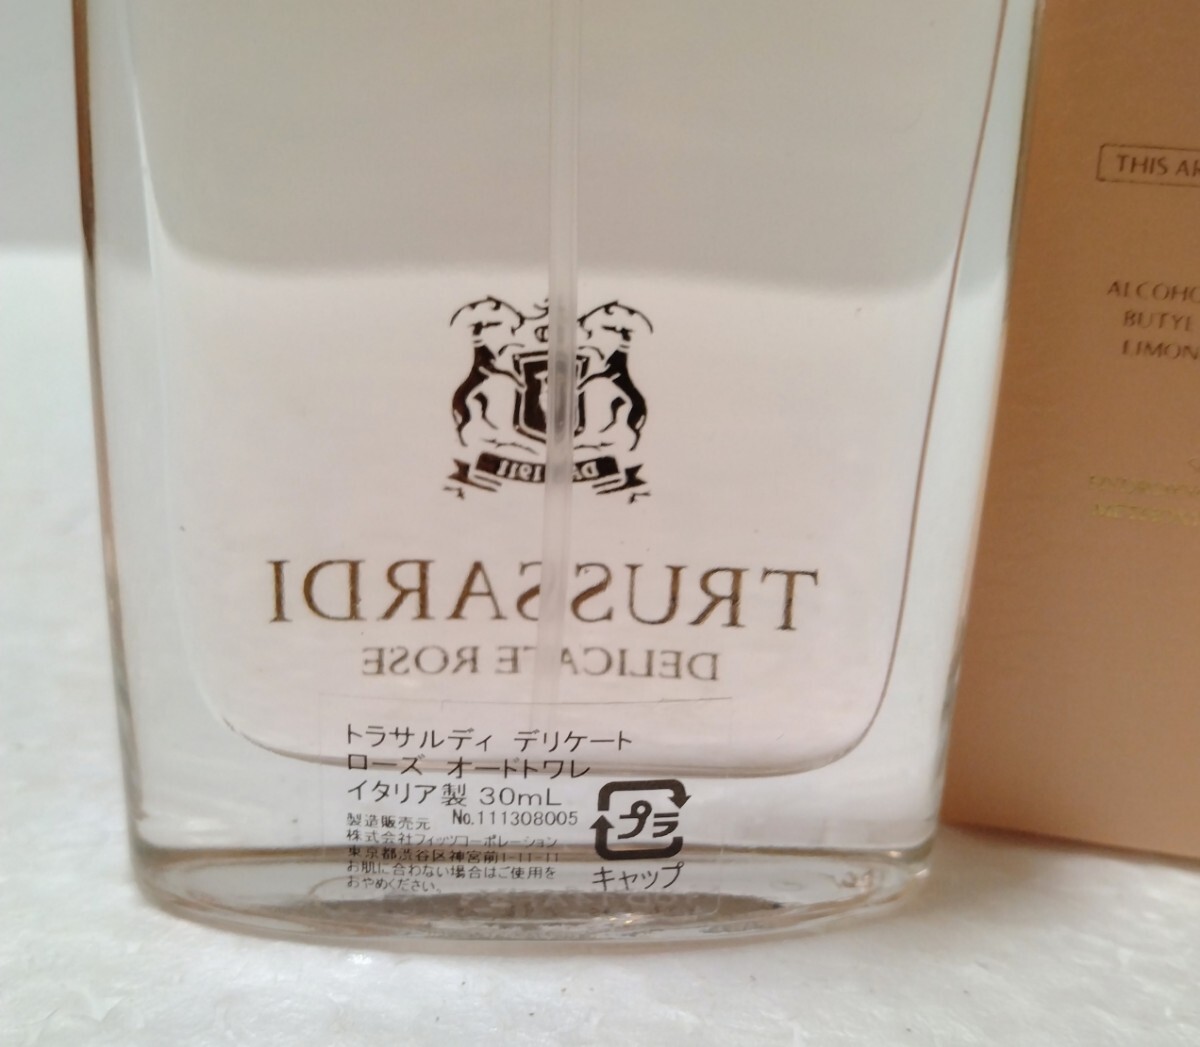 DAL 1911
TRUSSARDI
DELICATE ROSE
トラサルディ デリケート
ローズ オードトワレ
イタリア製 30mL
製造販売元 No.111308005
株式会社フィッツコーポレーション
東京都渋谷区神宮前1-11-11
お肌に合わない場合はご使用を
おやめください。
プラ
キャップ
THIS AR
ALCOHO
BUTYL
LIMON